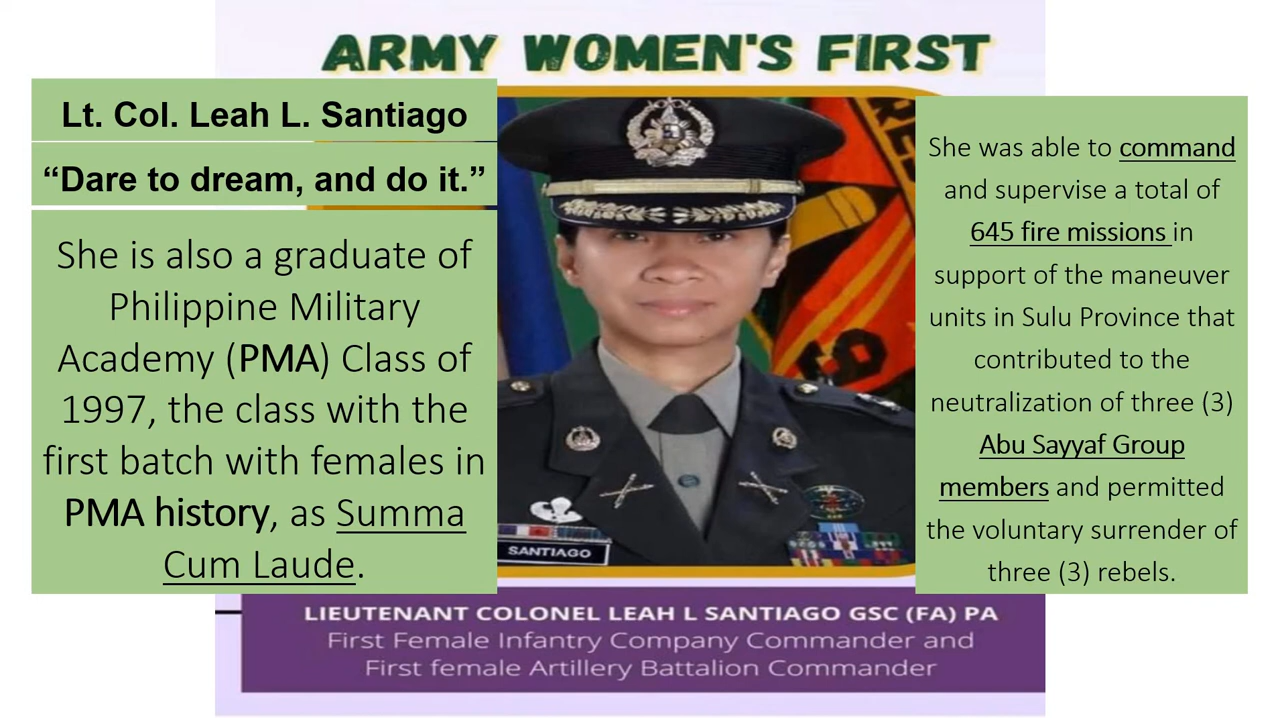 ARMY WOMEN'S FIRST
Lt. Col. Leah L. Santiago
“Dare to dream, and do it.”
She is also a graduate of
Philippine Military
Academy (PMA) Class of
1997, the class with the
first batch with females in
PMA history, as Summa
Cum Laude.
She was able to command
and supervise a total of
645 fire missions in
support of the maneuver
units in Sulu Province that
contributed to the
neutralization of three (3)
Abu Sayyaf Group
members and permitted
the voluntary surrender of
three (3) rebels.
SANTIAGO
LIEUTENANT COLONEL LEAH L SANTIAGO GSC (FA) PA
First Female Infantry Company Commander and
First female Artillery Battalion Commander